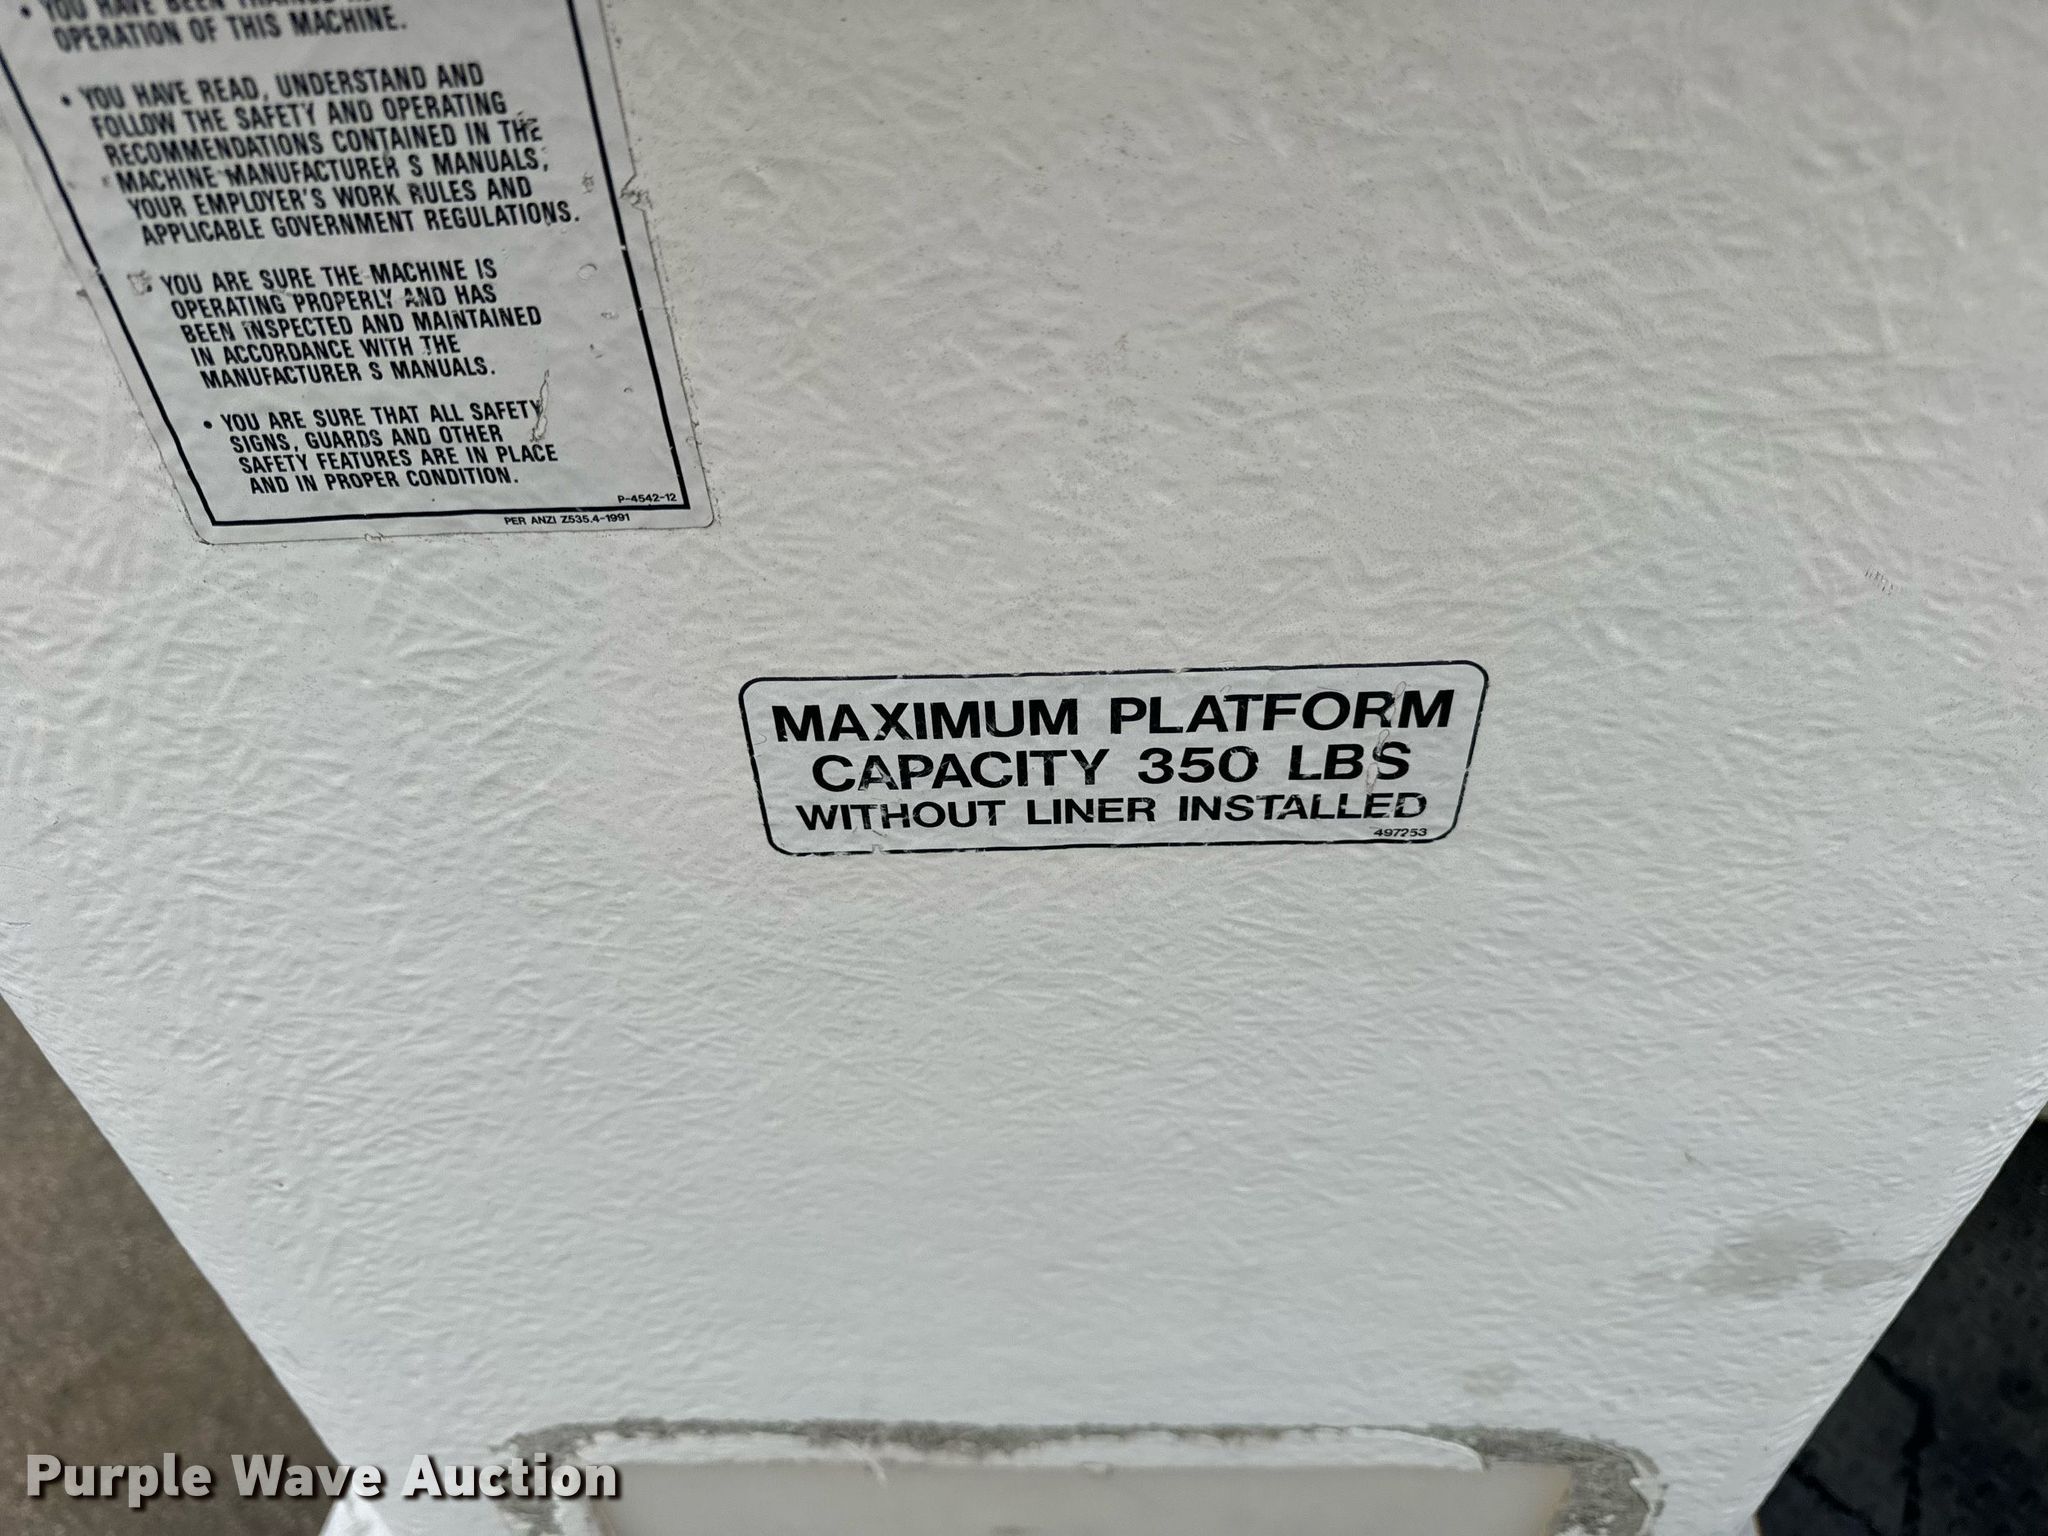 • YOU HAVE BEEN
OPERATION OF THIS MACHINE.
• YOU HAVE READ, UNDERSTAND AND
FOLLOW THE SAFETY AND OPERATING
RECOMMENDATIONS CONTAINED IN THE
MACHINE MANUFACTURER S MANUALS,
YOUR EMPLOYER'S WORK RULES AND
APPLICABLE GOVERNMENT REGULATIONS.
YOU ARE SURE THE MACHINE IS
OPERATING PROPERLY AND HAS
BEEN INSPECTED AND MAINTAINED
IN ACCORDANCE WITH THE
MANUFACTURER S MANUALS.
• YOU ARE SURE THAT ALL SAFETY
SIGNS, GUARDS AND OTHER
SAFETY FEATURES ARE IN PLACE
AND IN PROPER CONDITION.
P-4542-12
PER ANZI Z535.4-1991
MAXIMUM PLATFORM
CAPACITY 350 LBS
WITHOUT LINER INSTALLED
497253
Purple Wave Auction